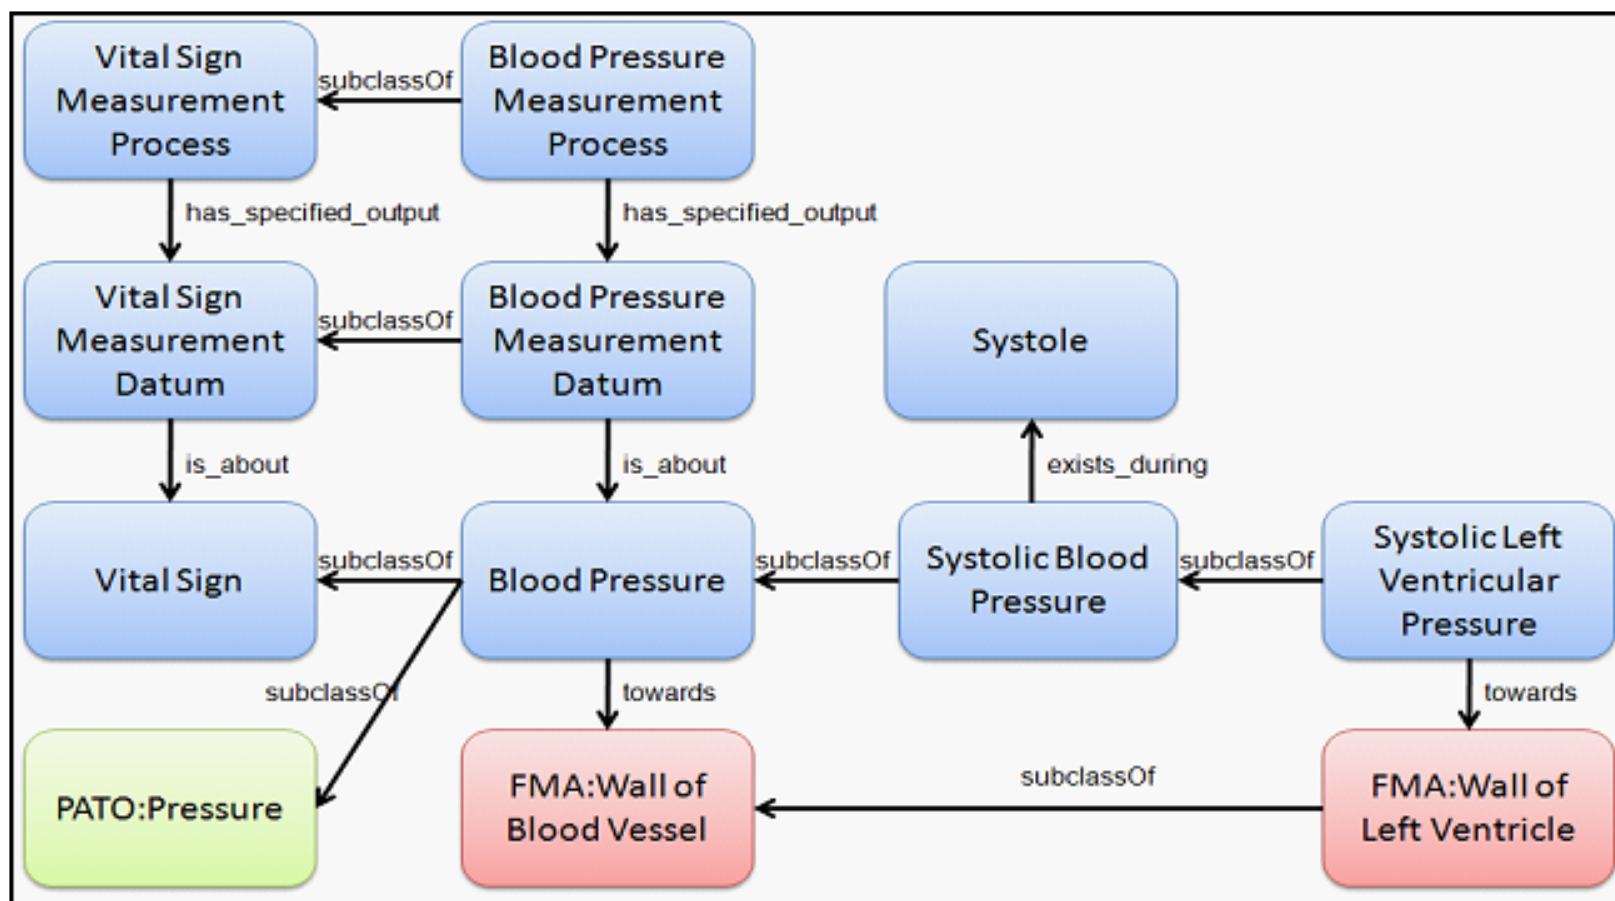 Vital Sign
Measurement
Process
subclassOf
Blood Pressure
Measurement
Process
has_specified_output
has_specified_output
Vital Sign
Measurement
Datum
subclassOf
Blood Pressure
Measurement
Datum
Systole
is_about
is_about
exists_during
Vital Sign
subclassOf
Blood Pressure
subclassOf
Systolic Blood
Pressure
subclassOf
Systolic Left
Ventricular
Pressure
subclassOf
towards
towards
PATO:Pressure
FMA:Wall of
Blood Vessel
subclassOf
FMA:Wall of
Left Ventricle